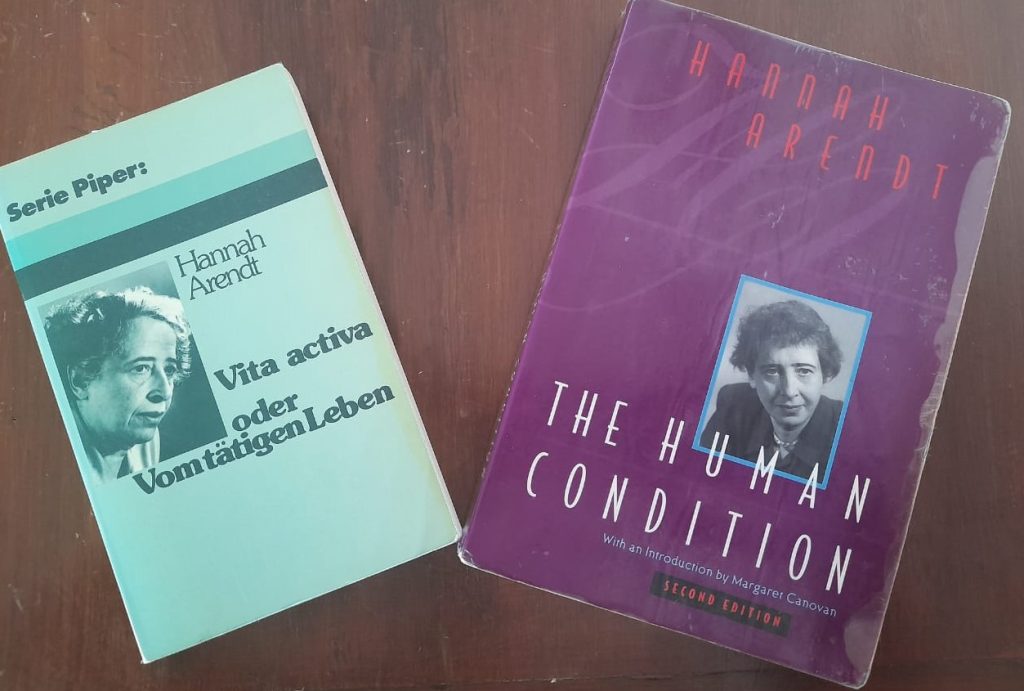 Serie Piper:
Hannah
Arendt
Vita activa
oder
Vom tätigen Leben
HANNAH
ARENDT
THE HUMAN
CONDITION
With an Introduction by Margaret Canovan
SECOND EDITION